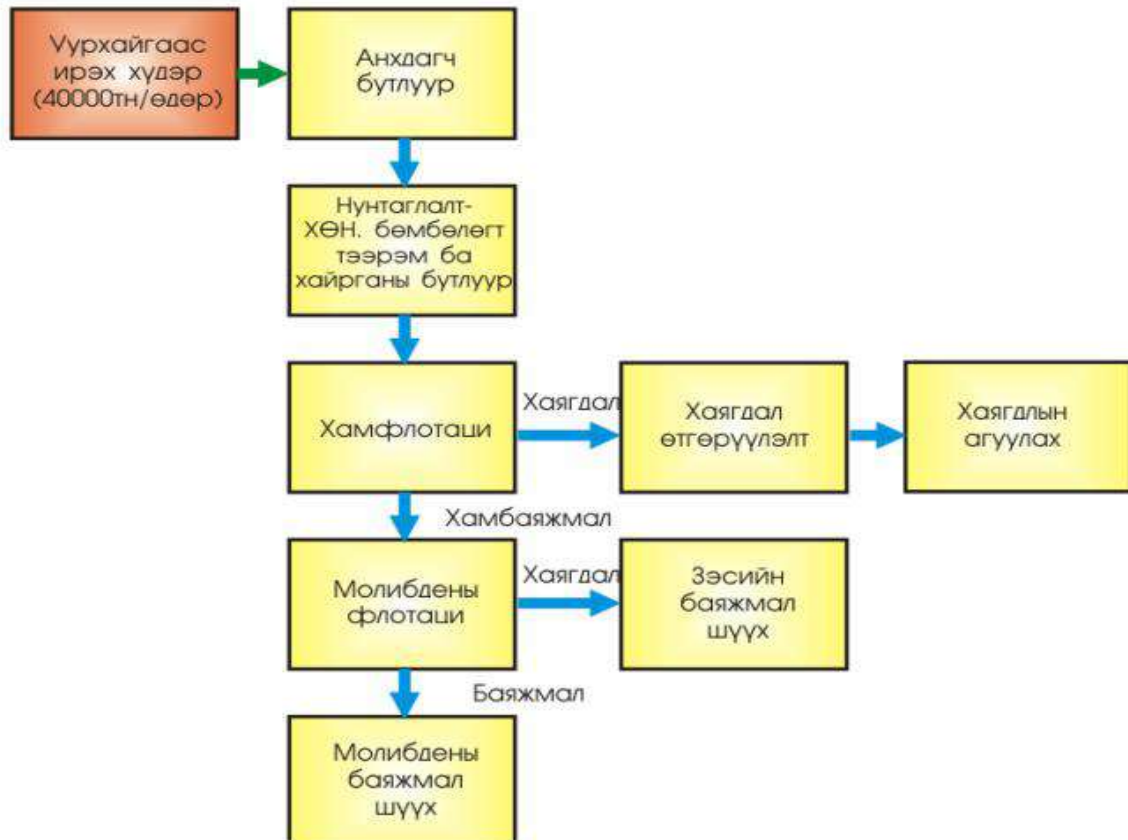 Уурхайгаас
ирэх хүдэр
(40000тн/өдөр)
Анхдагч
бутлуур
Нунтаглалт-
ХӨН. бөмбөлөгт
тээрэм ба
хайрганы бутлуур
Хамфлотаци
Хаягдал
Хаягдал
өтгөрүүлэлт
Хаягдлын
агуулах
Хамбаяжмал
Молибдены
флотаци
Хаягдал
Зэсийн
баяжмал
шүүх
Баяжмал
Молибдены
баяжмал
шүүх